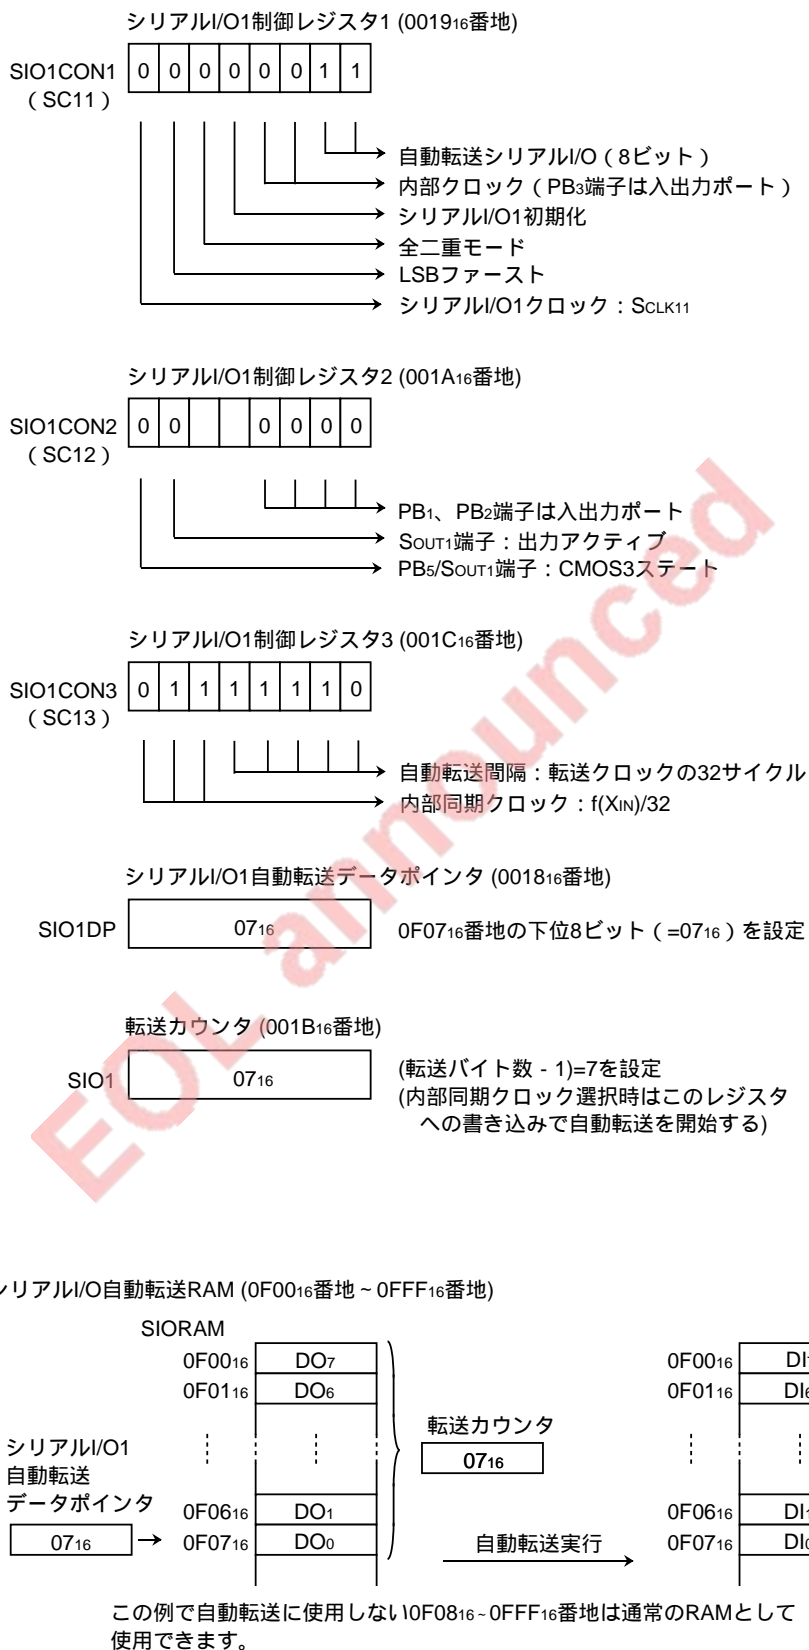 シリアルI/O1制御レジスタ1 (0019₁₆番地)
SIO1CON1 0 0 0 0 0 0 1 1
（SC11）
自動転送シリアルI/O（8ビット）
内部クロック（PB₃端子は入出力ポート）
シリアルI/O1初期化
全二重モード
LSBファースト
シリアルI/O1クロック：SCLK11
シリアルI/O1制御レジスタ2 (001A₁₆番地)
SIO1CON2 0 0 0 0 0 0
（SC12）
PB₁、PB₂端子は入出力ポート
SOUT1端子：出力アクティブ
PB₅/SOUT1端子：CMOS3ステート
シリアルI/O1制御レジスタ3 (001C₁₆番地)
SIO1CON3 0 1 1 1 1 1 1 0
（SC13）
自動転送間隔：転送クロックの32サイクル
内部同期クロック：f(XIN)/32
シリアルI/O1自動転送データポインタ (0018₁₆番地)
SIO1DP 07₁₆ 0F07₁₆番地の下位8ビット（=07₁₆）を設定
転送カウンタ (001B₁₆番地)
SIO1 07₁₆ (転送バイト数 - 1)=7を設定
(内部同期クロック選択時はこのレジスタ
への書き込みで自動転送を開始する)
EOL announced
リアルI/O自動転送RAM (0F00₁₆番地 ~ 0FFF₁₆番地)
SIORAM
0F00₁₆ DO₇ 0F00₁₆ DI
0F01₁₆ DO₆ 0F01₁₆ DI₆
転送カウンタ
07₁₆
シリアルI/O1
自動転送
データポインタ
0F06₁₆ DO₁ 0F06₁₆ DI₁
07₁₆ 0F07₁₆ DO₀ 自動転送実行 0F07₁₆ DI₀
この例で自動転送に使用しない0F08₁₆~0FFF₁₆番地は通常のRAMとして
使用できます。